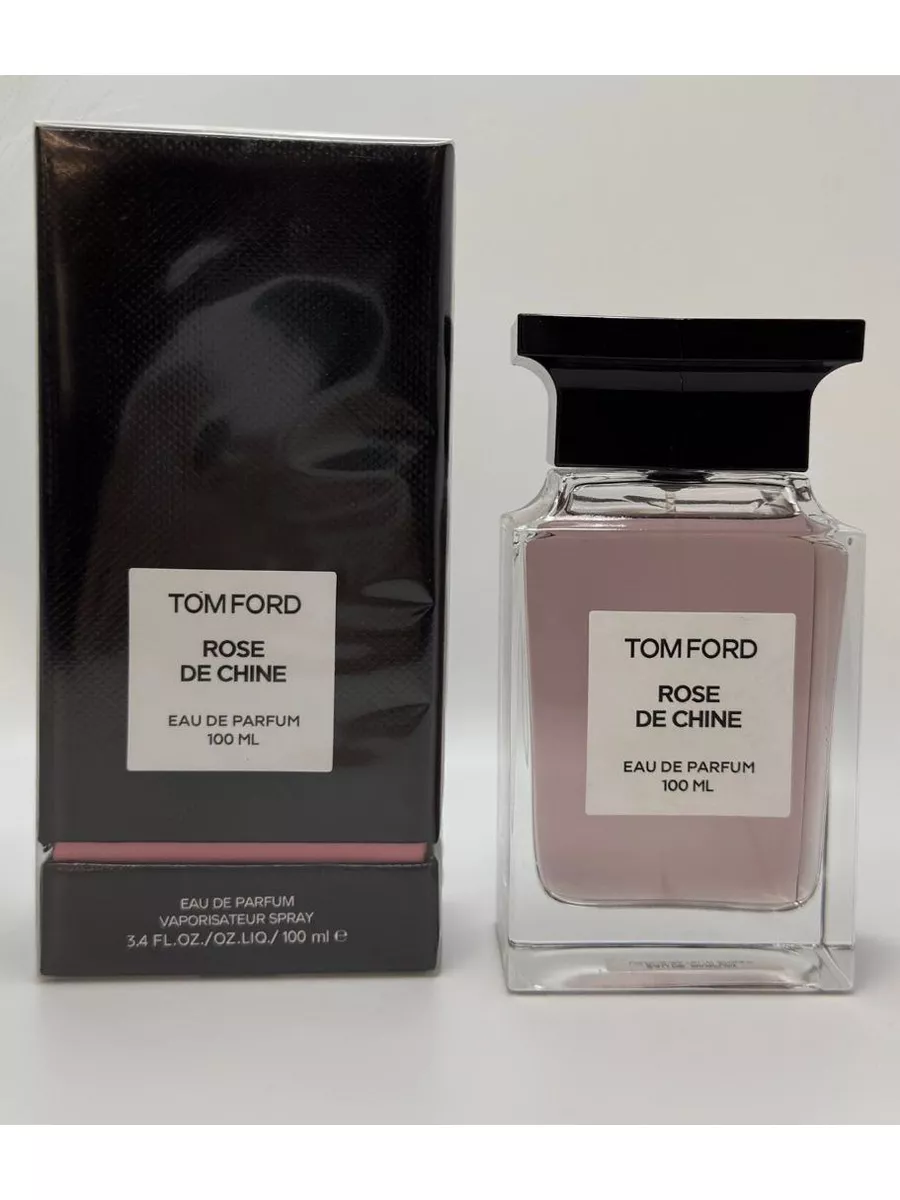 TOM FORD
ROSE
DE CHINE
EAU DE PARFUM
100 ML
EAU DE PARFUM
VAPORISATEUR SPRAY
3.4 FL.OZ./OZ.LIQ./ 100 ml ℮
TOM FORD
ROSE
DE CHINE
EAU DE PARFUM
100 ML